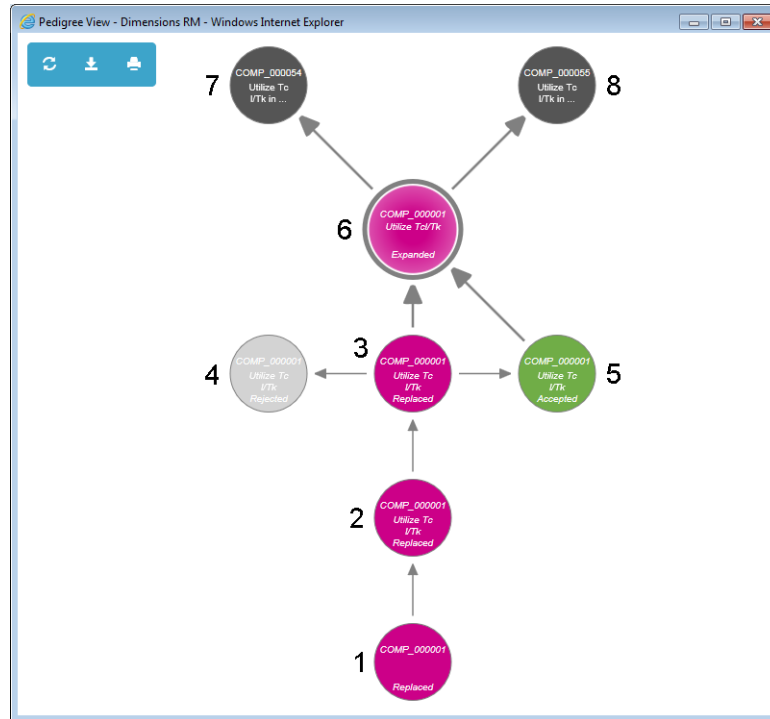 Pedigree View - Dimensions RM - Windows Internet Explorer
7
COMP_000054
Utilize Tc
l/Tk in ...
COMP_000055
Utilize Tc
l/Tk in ...
8
6
COMP_000001
Utilize Tcl/Tk
Expanded
4
COMP_000001
Utilize Tc
l/Tk
Rejected
3
COMP_000001
Utilize Tc
l/Tk
Replaced
COMP_000001
Utilize Tc
l/Tk
Accepted
5
2
COMP_000001
Utilize Tc
l/Tk
Replaced
1
COMP_000001
Replaced